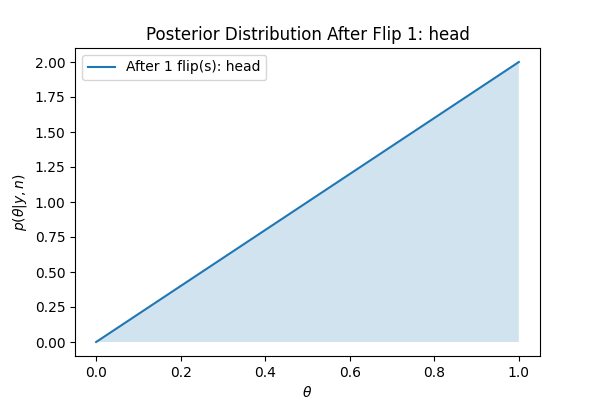 Posterior Distribution After Flip 1: head
After 1 flip(s): head
2.00
1.75
1.50
1.25
1.00
0.75
0.50
0.25
0.00
p(θ|y, n)
0.0 0.2 0.4 0.6 0.8 1.0
θ